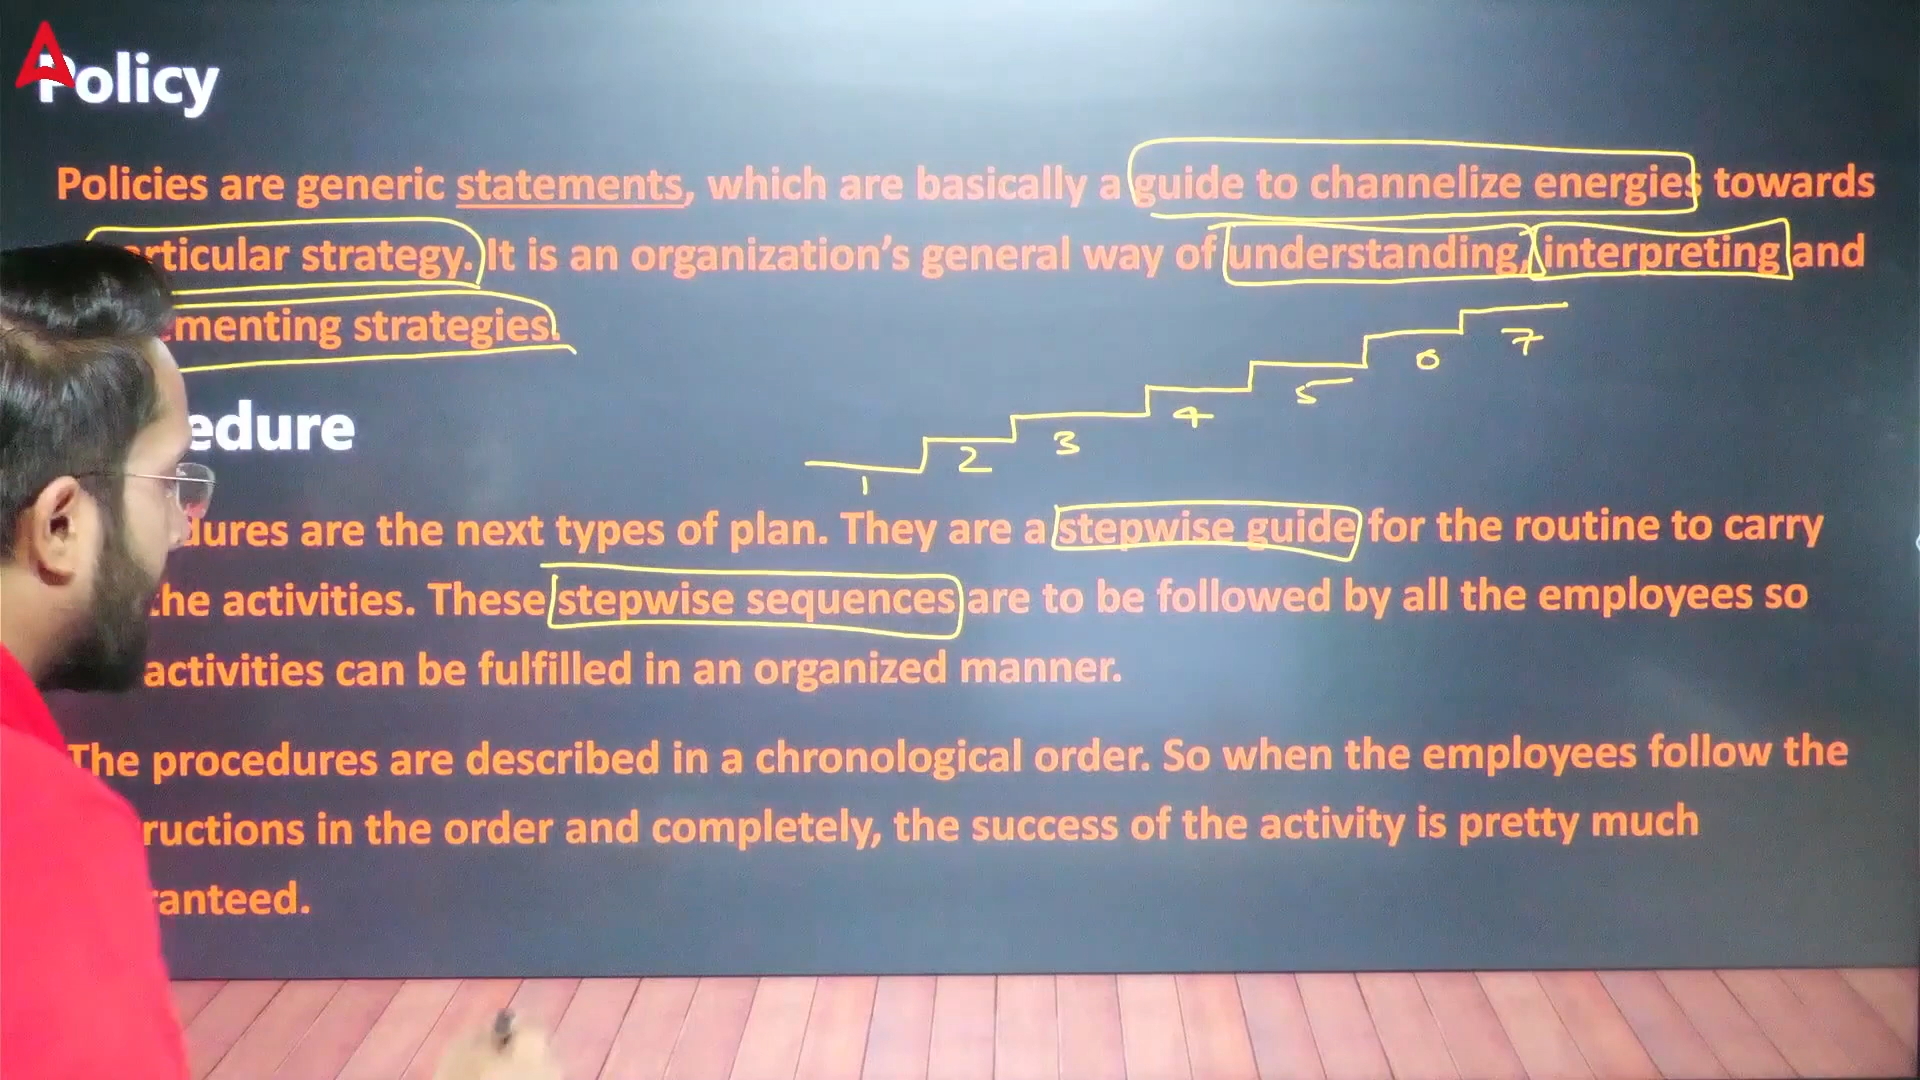 Policy
Policies are generic statements, which are basically a guide to channelize energies towards
articular strategy. It is an organization's general way of understanding, interpreting and
menting strategies.
edure
1 2 3 4 5 6 7
dures are the next types of plan. They are a stepwise guide for the routine to carry
the activities. These stepwise sequences are to be followed by all the employees so
activities can be fulfilled in an organized manner.
The procedures are described in a chronological order. So when the employees follow the
ructions in the order and completely, the success of the activity is pretty much
ranteed.